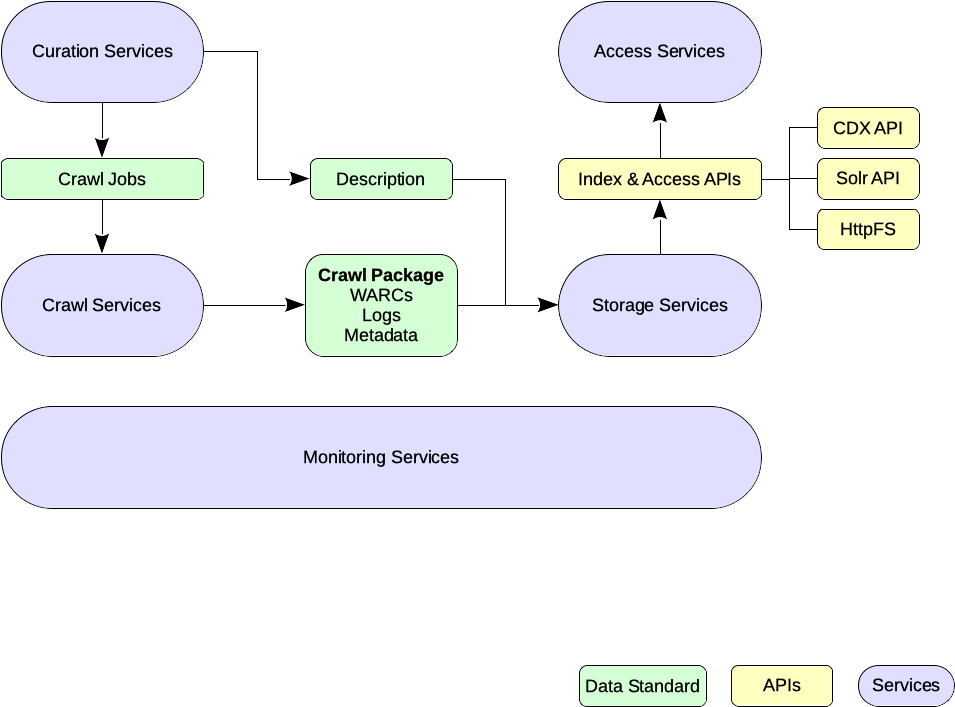 Curation Services
Access Services
CDX API
Crawl Jobs
Description
Index & Access APIs
Solr API
HttpFS
Crawl Services
Crawl Package
WARCs
Logs
Metadata
Storage Services
Monitoring Services
Data Standard
APIs
Services